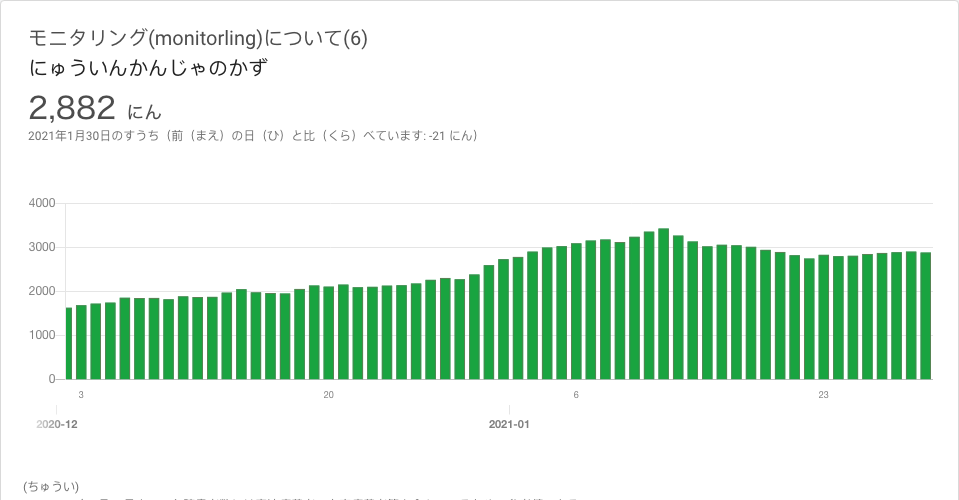 モニタリング(monitorling)について(6)
にゅういんかんじゃのかず
2,882 にん
2021年1月30日のすうち（前（まえ）の日（ひ）と比（くら）べています: -21 にん）
4000
3000
2000
1000
0
3 20 6 23
2020-12 2021-01
(ちゅうい)